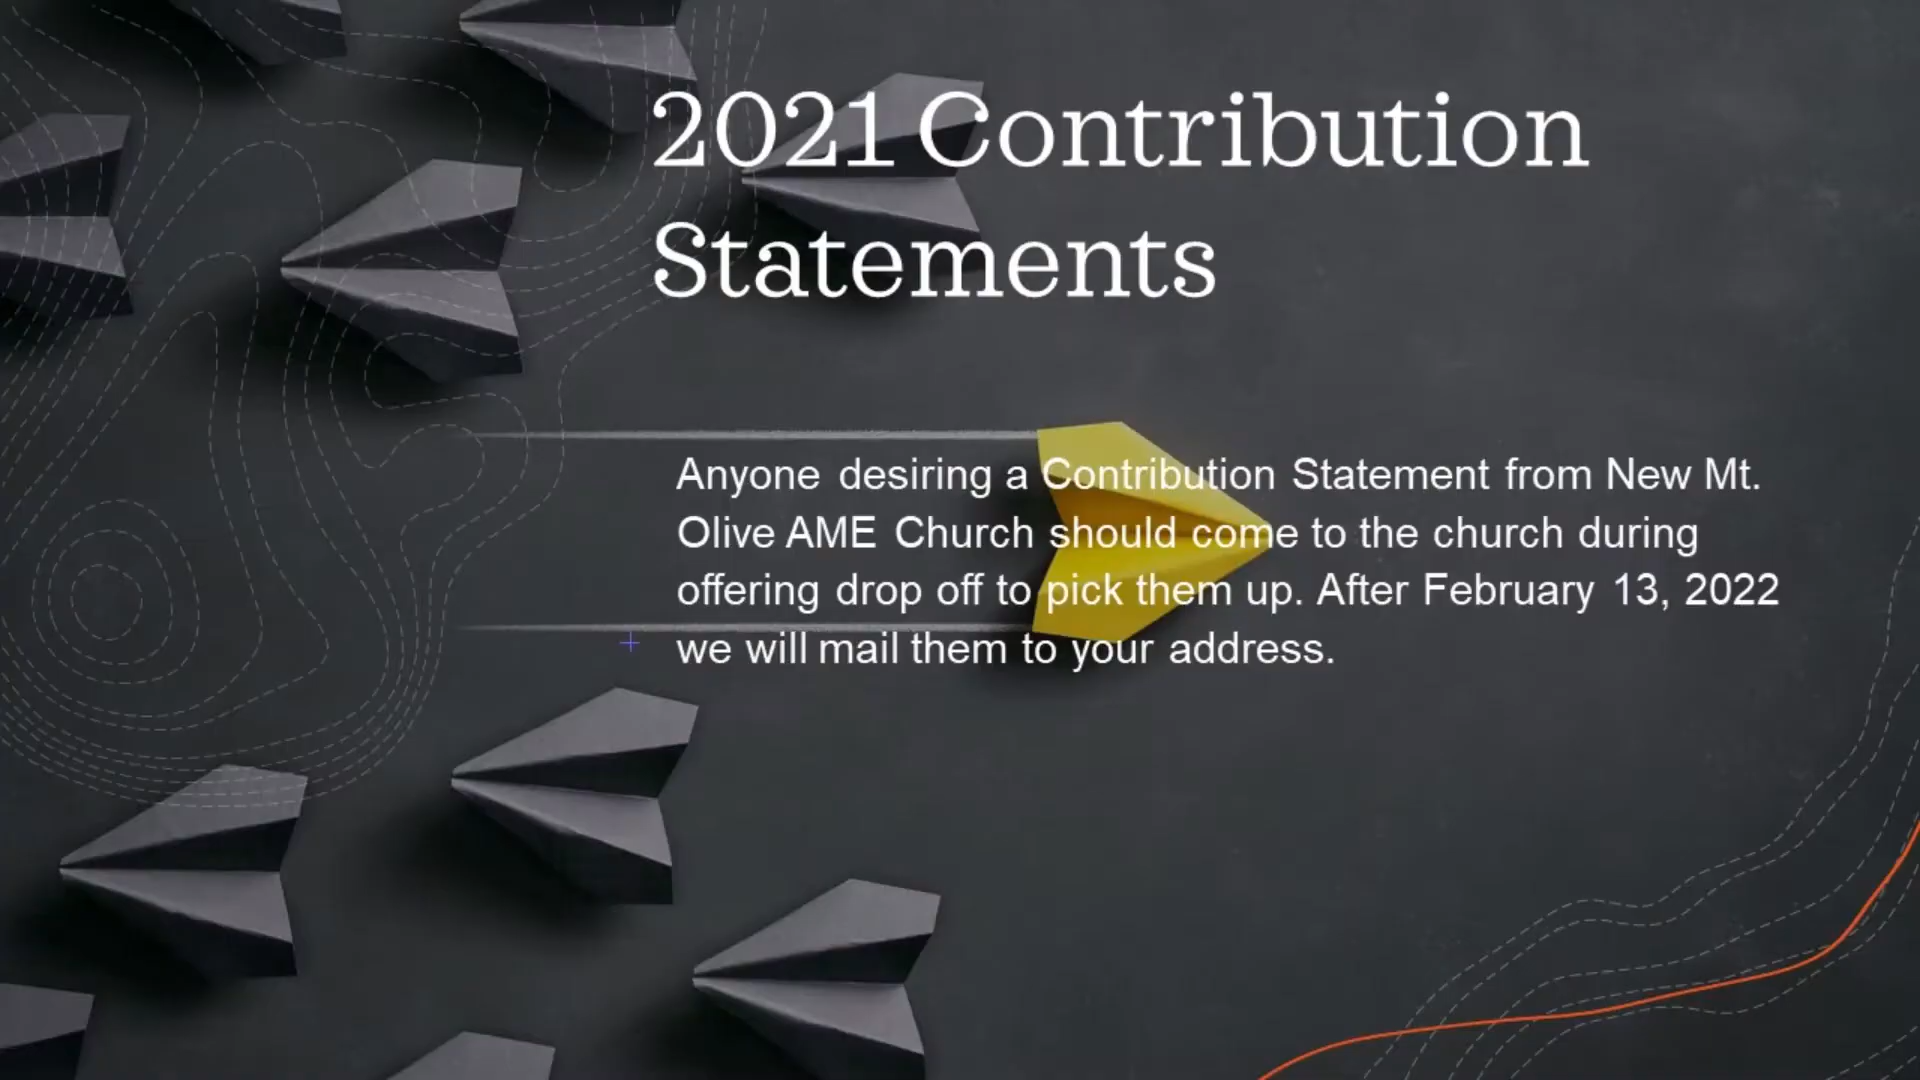 2021 Contribution
Statements
Anyone desiring a Contribution Statement from New Mt.
Olive AME Church should come to the church during
offering drop off to pick them up. After February 13, 2022
we will mail them to your address.